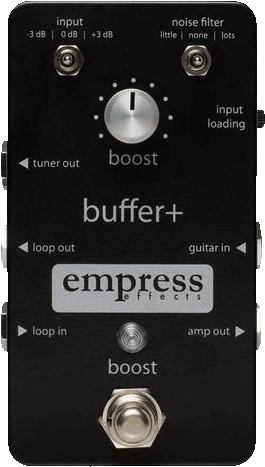 input
-3 dB | 0 dB | +3 dB
noise filter
little | none | lots
input
loading
boost
tuner out
buffer+
loop out
guitar in
empress
effects
loop in
amp out
boost